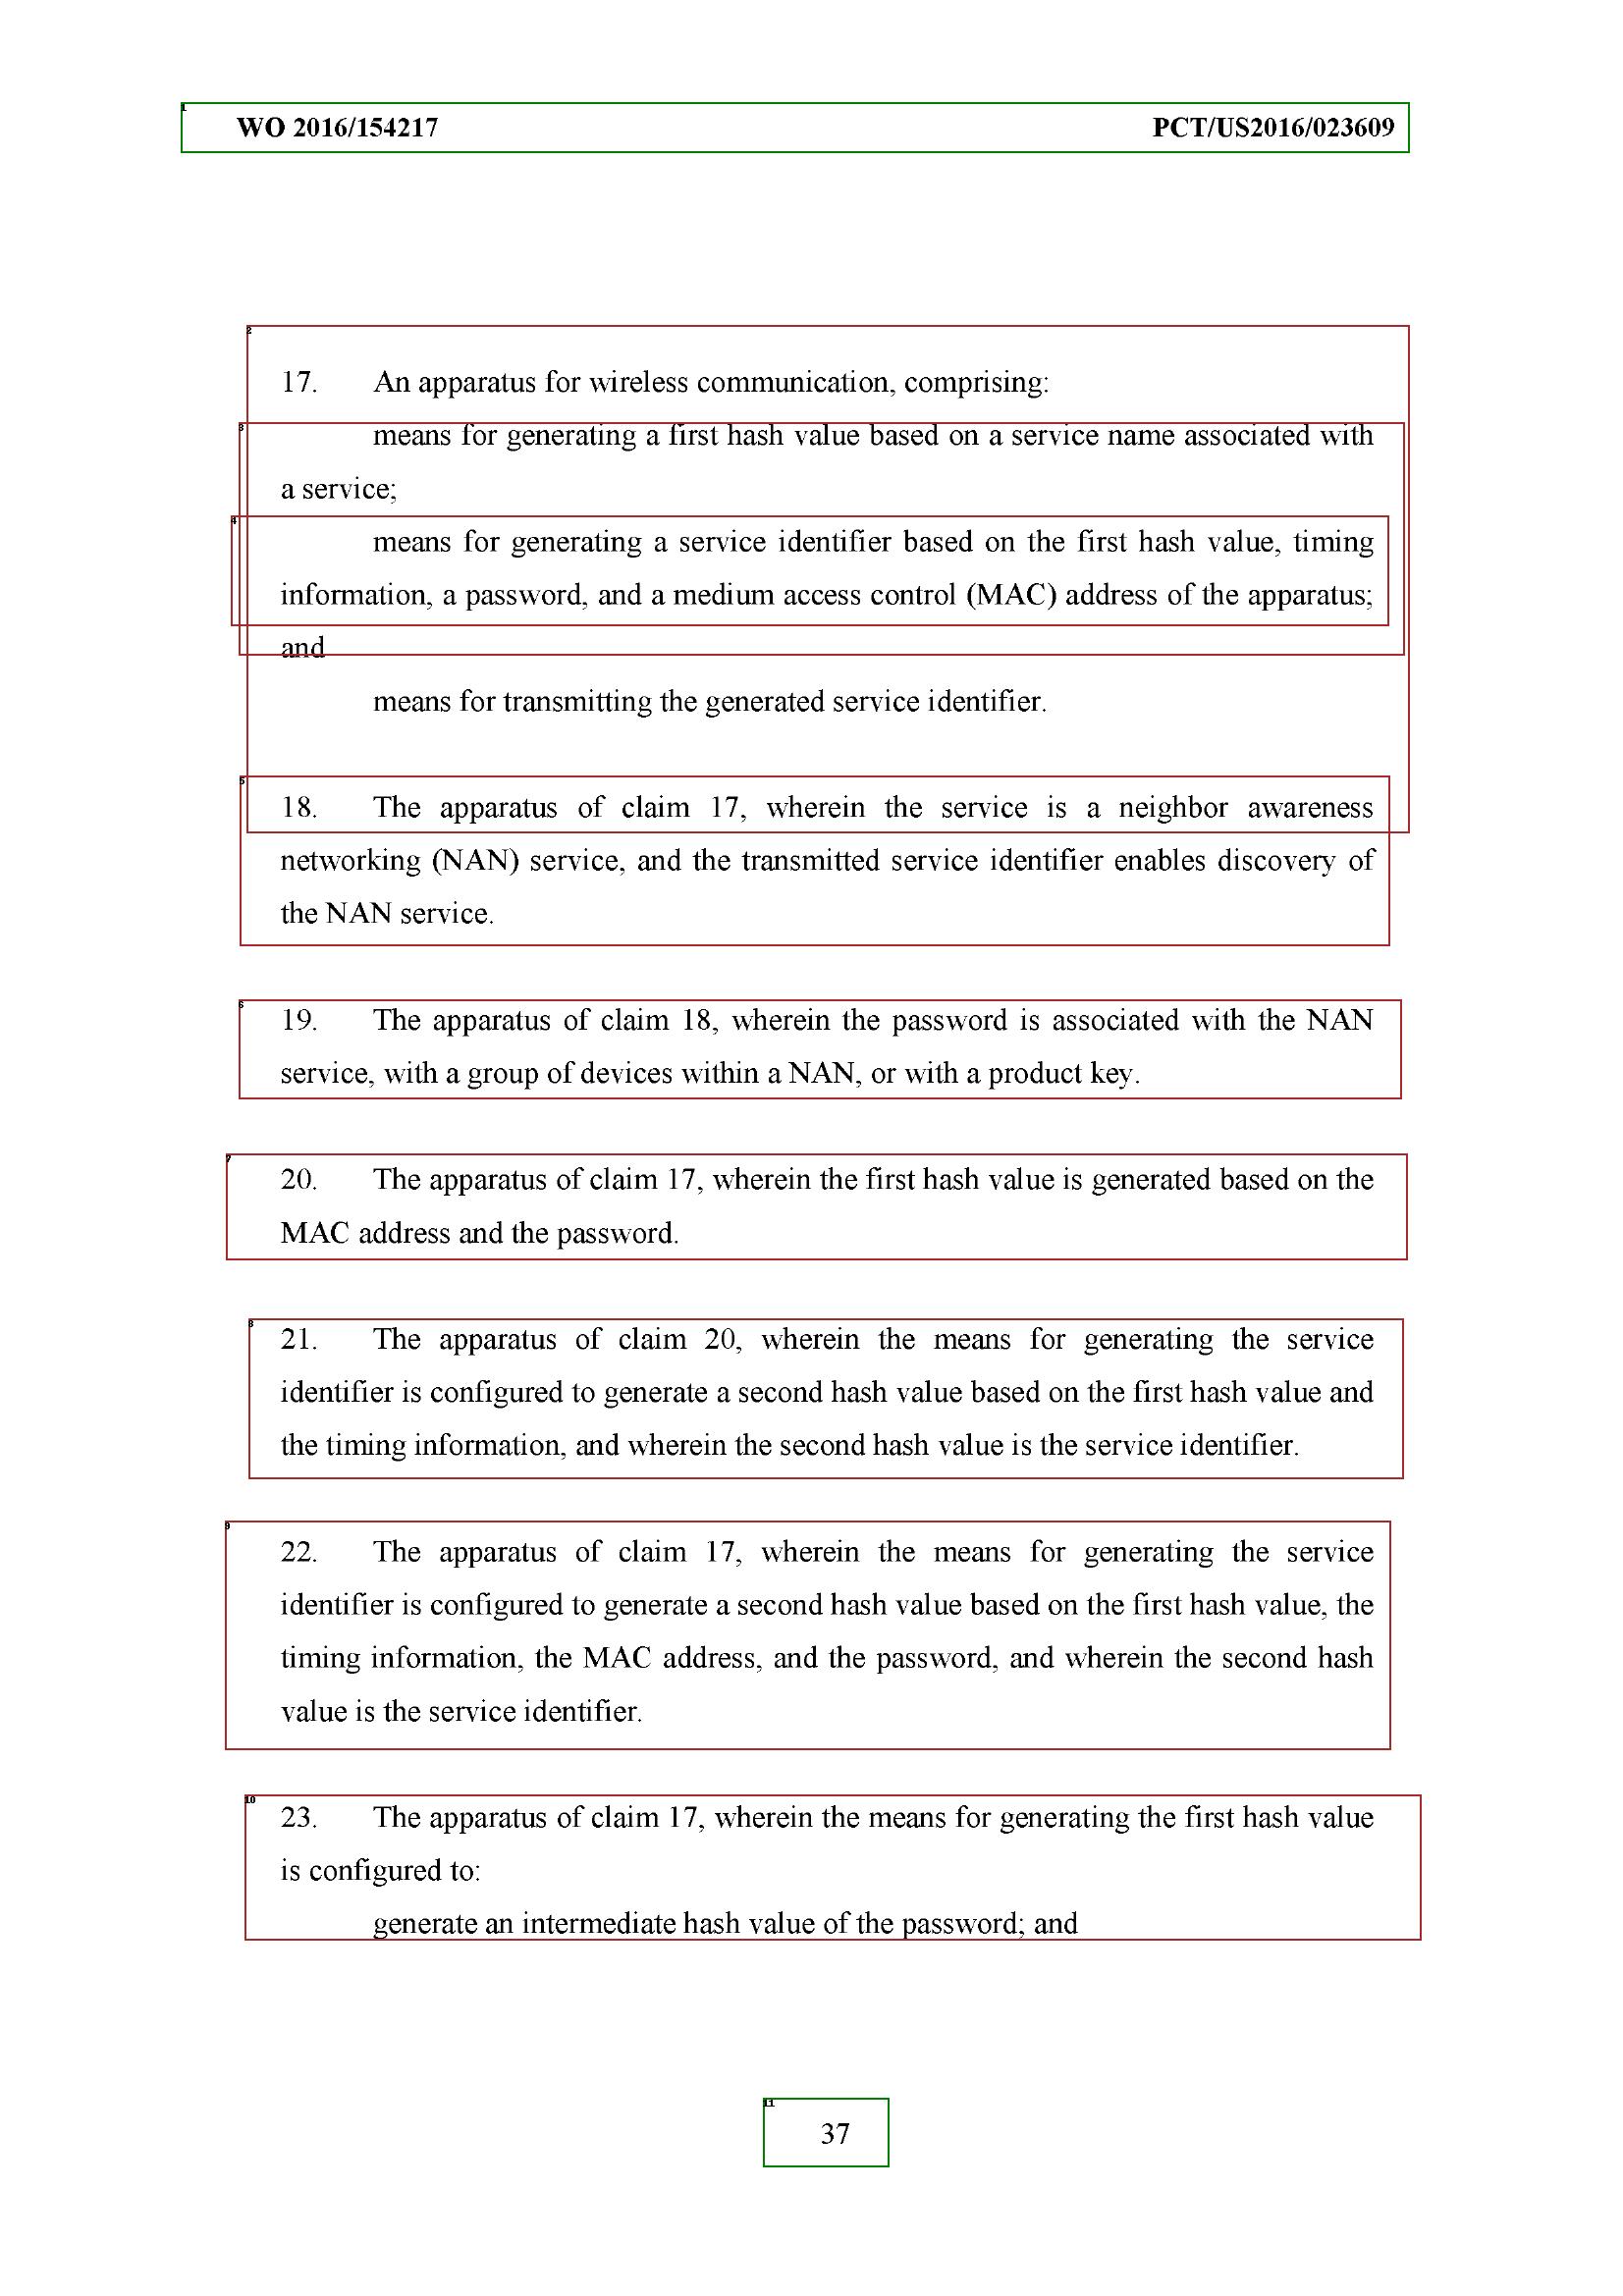 WO 2016/154217 PCT/US2016/023609
17. An apparatus for wireless communication, comprising:
means for generating a first hash value based on a service name associated with
a service;
means for generating a service identifier based on the first hash value, timing
information, a password, and a medium access control (MAC) address of the apparatus;
and
means for transmitting the generated service identifier.
18. The apparatus of claim 17, wherein the service is a neighbor awareness
networking (NAN) service, and the transmitted service identifier enables discovery of
the NAN service.
19. The apparatus of claim 18, wherein the password is associated with the NAN
service, with a group of devices within a NAN, or with a product key.
20. The apparatus of claim 17, wherein the first hash value is generated based on the
MAC address and the password.
21. The apparatus of claim 20, wherein the means for generating the service
identifier is configured to generate a second hash value based on the first hash value and
the timing information, and wherein the second hash value is the service identifier.
22. The apparatus of claim 17, wherein the means for generating the service
identifier is configured to generate a second hash value based on the first hash value, the
timing information, the MAC address, and the password, and wherein the second hash
value is the service identifier.
23. The apparatus of claim 17, wherein the means for generating the first hash value
is configured to:
generate an intermediate hash value of the password; and
37
1
2
3
4
5
6
7
8
9
10
11